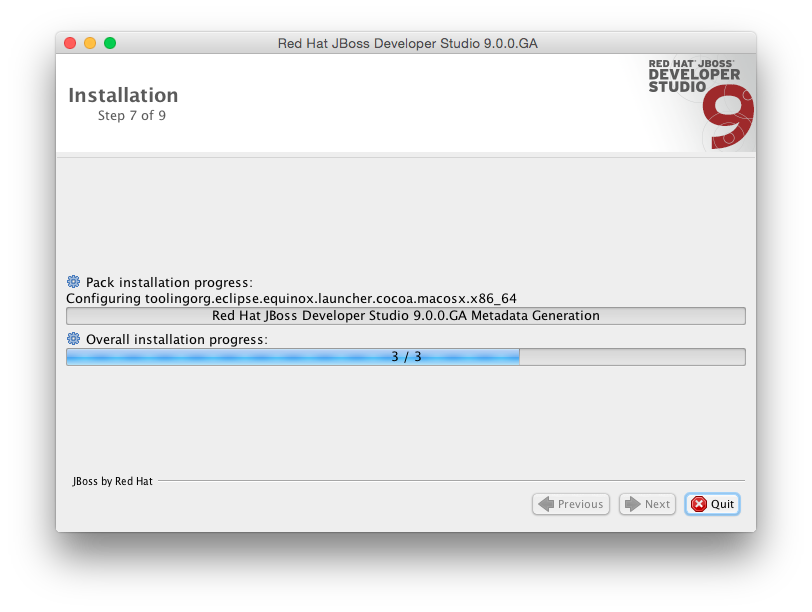 Red Hat JBoss Developer Studio 9.0.0.GA
RED HAT® JBOSS®
DEVELOPER
STUDIO
9
Installation
Step 7 of 9
Pack installation progress:
Configuring toolingorg.eclipse.equinox.launcher.cocoa.macosx.x86_64
Red Hat JBoss Developer Studio 9.0.0.GA Metadata Generation
Overall installation progress:
3 / 3
JBoss by Red Hat
Previous
Next
Quit